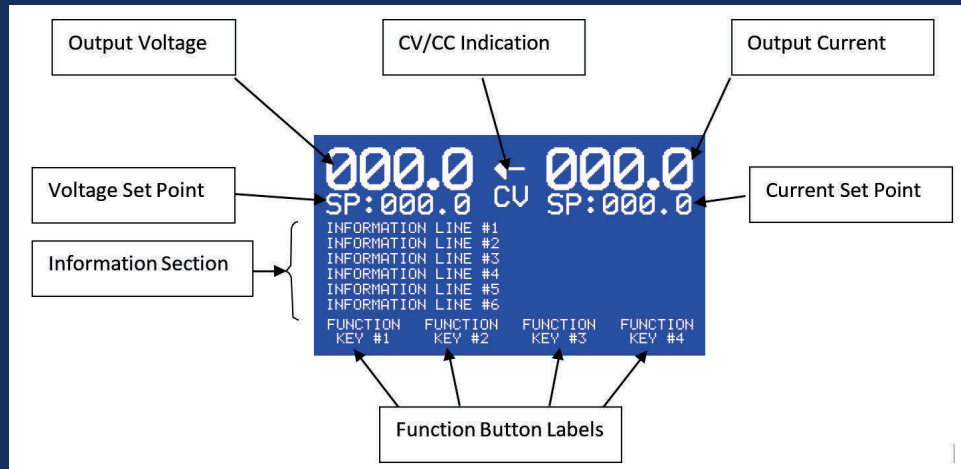 Output Voltage
CV/CC Indication
Output Current
000.0
000.0
CV
Voltage Set Point
SP:000.0
SP:000.0
Current Set Point
INFORMATION LINE #1
INFORMATION LINE #2
Information Section
INFORMATION LINE #3
INFORMATION LINE #4
INFORMATION LINE #5
INFORMATION LINE #6
FUNCTION KEY #1
FUNCTION KEY #2
FUNCTION KEY #3
FUNCTION KEY #4
Function Button Labels